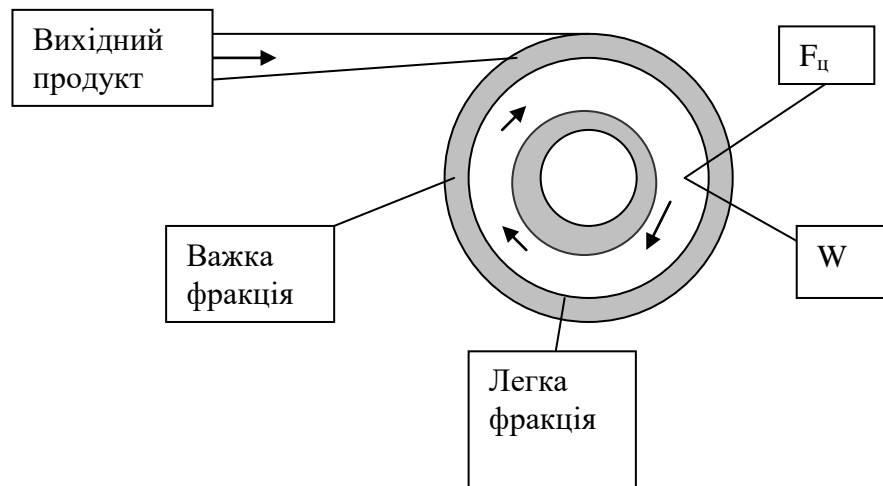 Вихідний
продукт
Fц
Важка
фракція
W
Легка
фракція